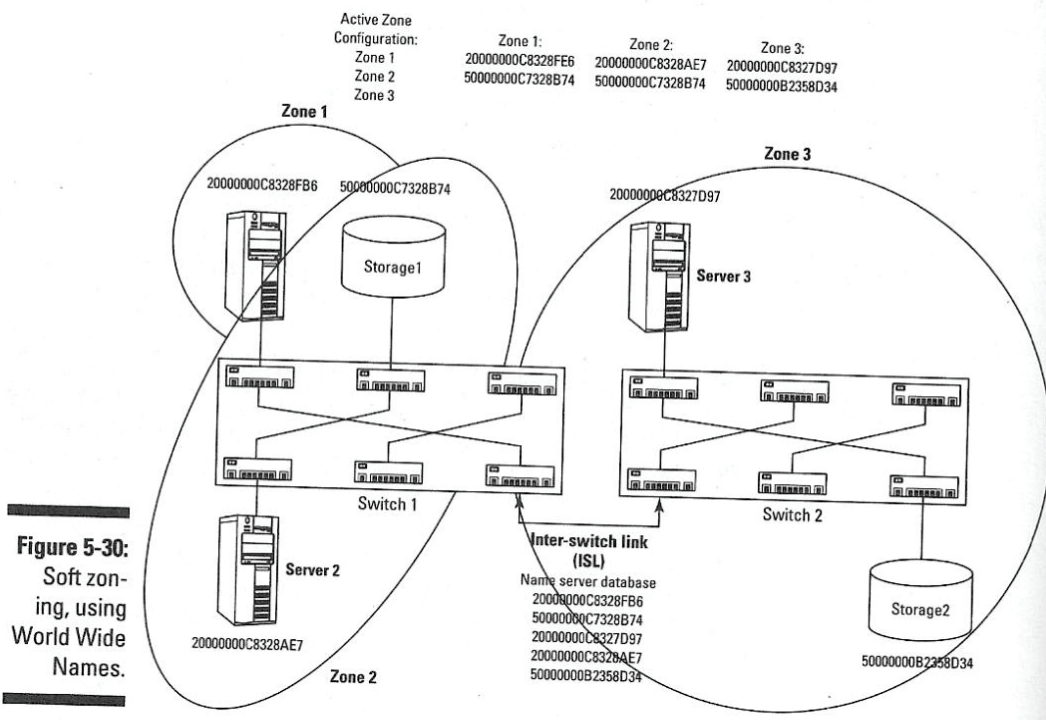 Active Zone
Configuration:
Zone 1
Zone 2
Zone 3
Zone 1:
20000000C8328FE6
50000000C7328B74
Zone 2:
20000000C8328AE7
50000000C7328B74
Zone 3:
20000000C8327D97
50000000B2358D34
Zone 1
Zone 3
20000000C8328FB6
50000000C7328B74
20000000C8327D97
Storage1
Server 3
Switch 1
Switch 2
Inter-switch link
(ISL)
Name server database
20000000C8328FB6
50000000C7328B74
20000000C8327D97
20000000C8328AE7
50000000B2358D34
Server 2
20000000C8328AE7
Zone 2
Storage2
50000000B2358D34
Figure 5-30:
Soft zon-
ing, using
World Wide
Names.